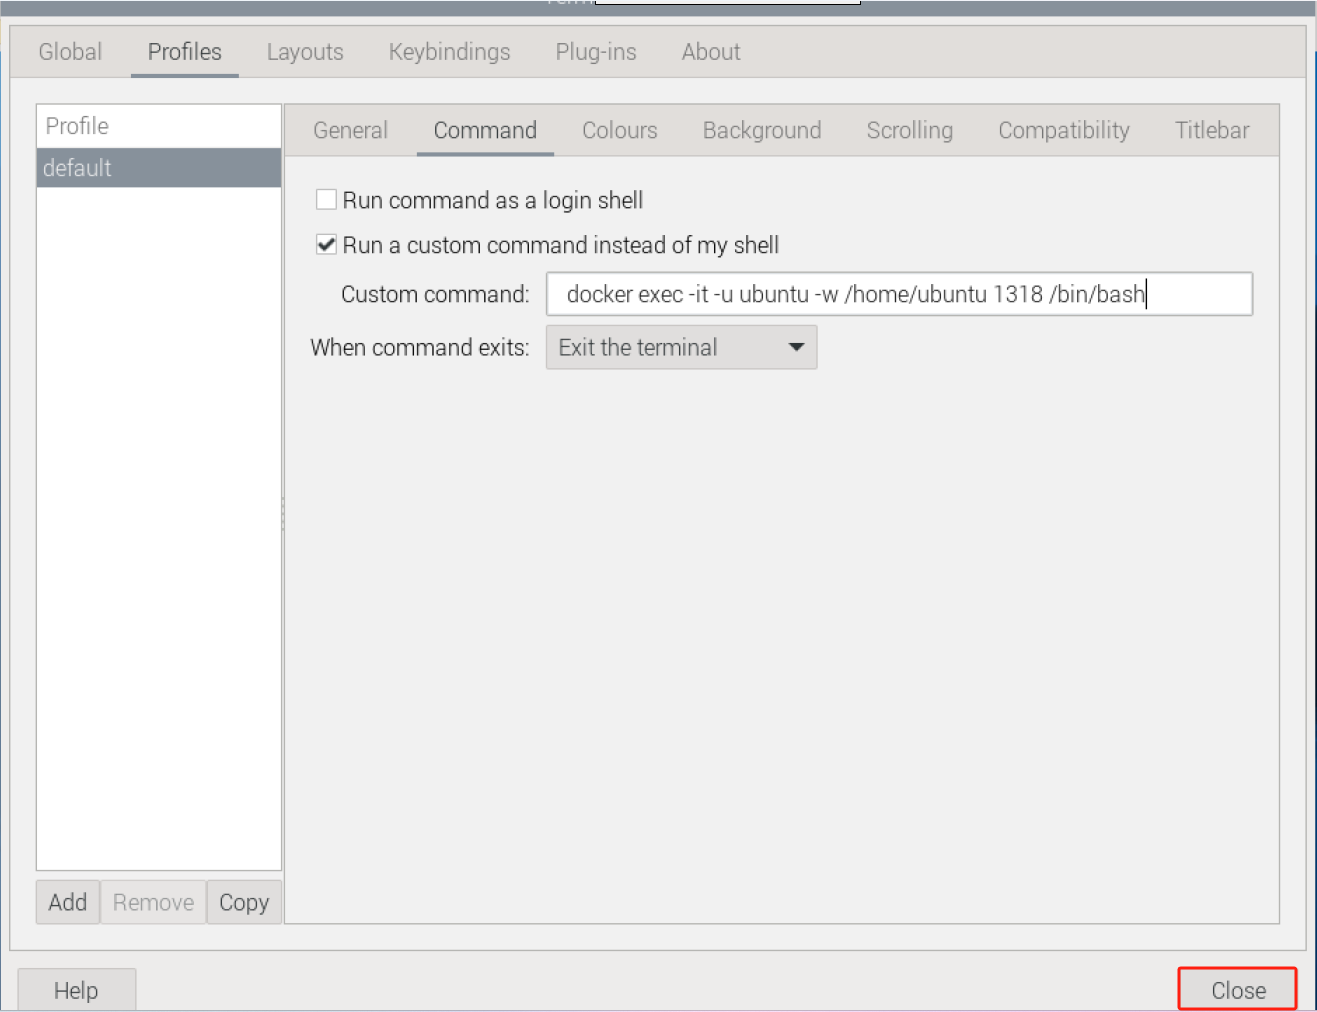 Global Profiles Layouts Keybindings Plug-ins About
Profile
default
General Command Colours Background Scrolling Compatibility Titlebar
Run command as a login shell
Run a custom command instead of my shell
Custom command: docker exec -it -u ubuntu -w /home/ubuntu 1318 /bin/bash
When command exits: Exit the terminal
Add Remove Copy
Help Close